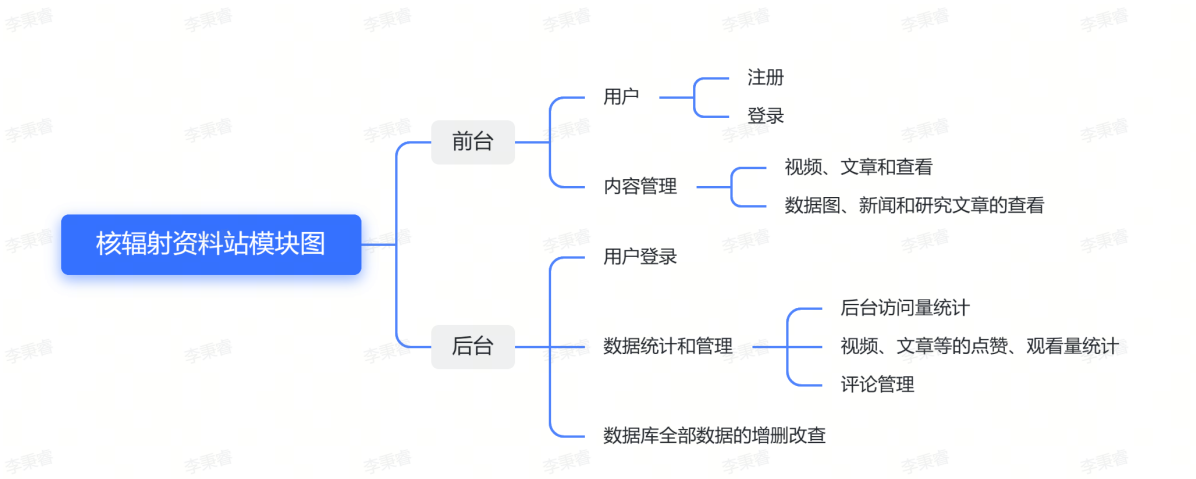 核辐射资料站模块图
前台
用户
注册
登录
内容管理
视频、文章和查看
数据图、新闻和研究文章的查看
后台
用户登录
数据统计和管理
后台访问量统计
视频、文章等的点赞、观看量统计
评论管理
数据库全部数据的增删改查
李秉睿